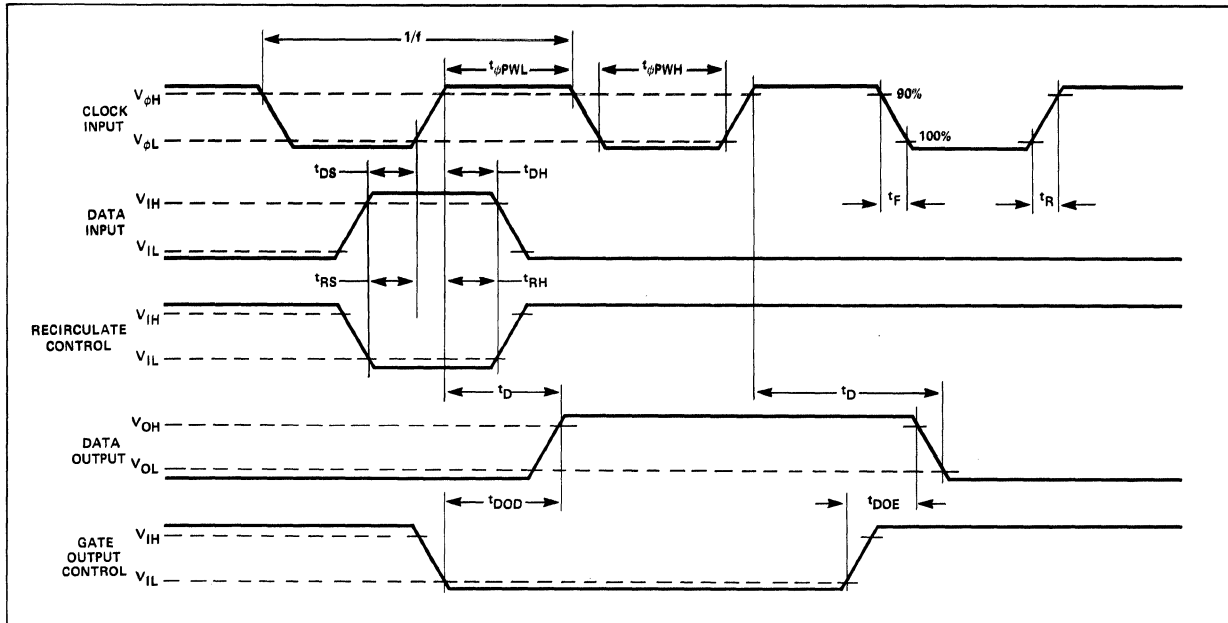 1/f
tφPWL
tφPWH
VφH
90%
CLOCK
INPUT
VφL
100%
tDS
tDH
VIH
tF
tR
DATA
INPUT
VIL
tRS
tRH
VIH
RECIRCULATE
CONTROL
VIL
tD
tD
VOH
DATA
OUTPUT
VOL
tDOD
tDOE
VIH
GATE
OUTPUT
CONTROL
VIL